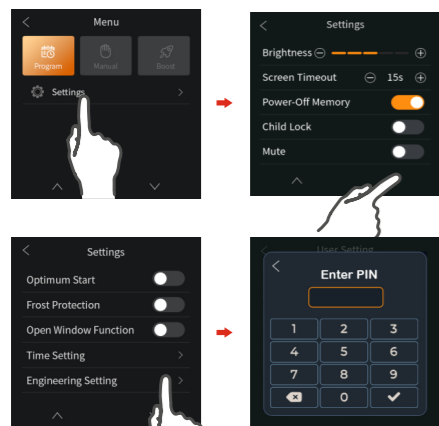 Menu
Program
Manual
Boost
Settings
Settings
Brightness
Screen Timeout 15s
Power-Off Memory
Child Lock
Mute
Settings
Optimum Start
Frost Protection
Open Window Function
Time Setting
Engineering Setting
User Setting
Enter PIN
1 2 3
4 5 6
7 8 9
0